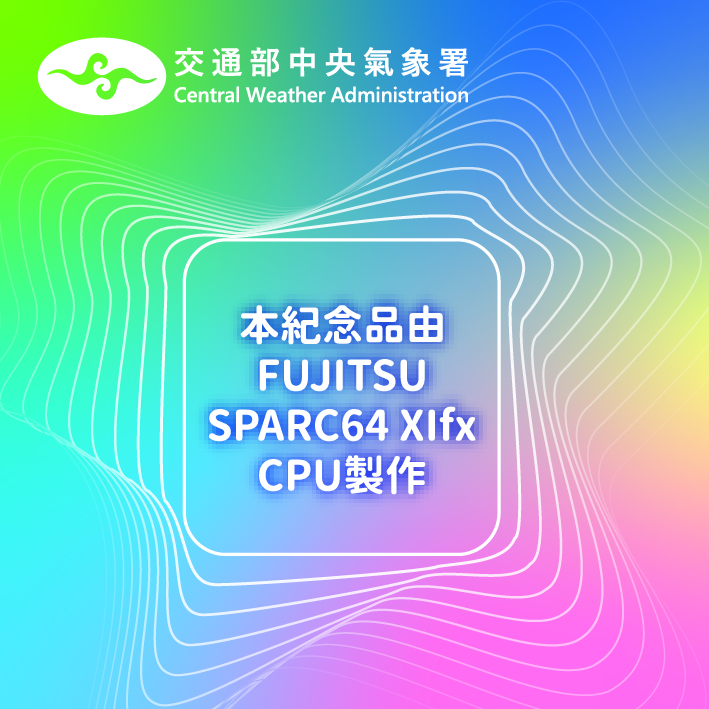 交通部中央氣象署
Central Weather Administration
本紀念品由
FUJITSU
SPARC64 XIfx
CPU製作